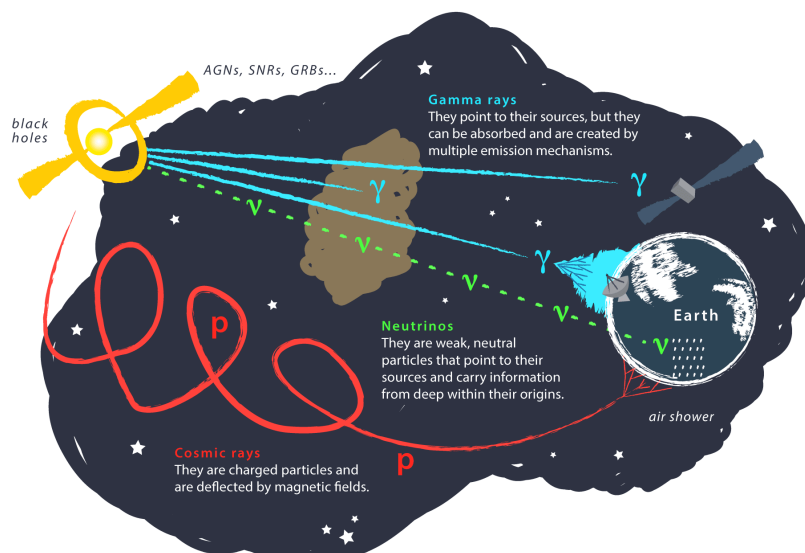 AGNs, SNRs, GRBs...
black
holes
Gamma rays
They point to their sources, but they
can be absorbed and are created by
multiple emission mechanisms.
γ
γ
ν
ν
γ
ν
ν
Earth
p
Neutrinos
They are weak, neutral
particles that point to their
sources and carry information
from deep within their origins.
ν
air shower
Cosmic rays
They are charged particles and
are deflected by magnetic fields.
p